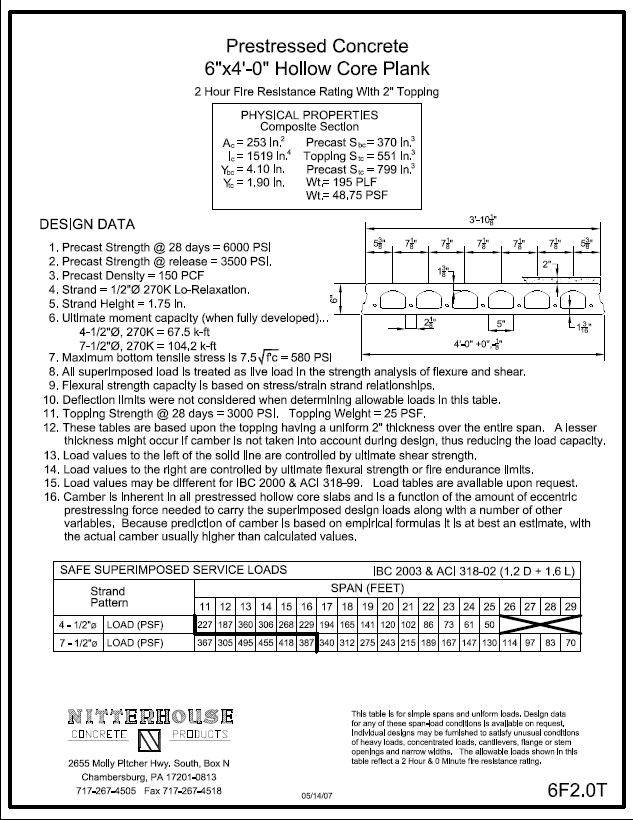 Prestressed Concrete
6"x4'-0" Hollow Core Plank
2 Hour Fire Resistance Rating With 2" Topping
PHYSICAL PROPERTIES
Composite Section
Ac = 253 in.² Precast Sbc = 370 in.³
Ic = 1519 in.⁴ Topping Stc = 551 in.³
Ybc = 4.10 in. Precast Stc = 799 in.³
Ytc = 1.90 in. Wt.= 195 PLF
Wt.= 48.75 PSF
DESIGN DATA
1. Precast Strength @ 28 days = 6000 PSI
2. Precast Strength @ release = 3500 PSI.
3. Precast Density = 150 PCF
4. Strand = 1/2"Ø 270K Lo-Relaxation.
5. Strand Height = 1.75 in.
6. Ultimate moment capacity (when fully developed)...
4-1/2"Ø, 270K = 67.5 k-ft
7-1/2"Ø, 270K = 104.2 k-ft
7. Maximum bottom tensile stress is 7.5√f'c = 580 PSI
8. All superimposed load is treated as live load in the strength analysis of flexure and shear.
9. Flexural strength capacity is based on stress/strain strand relationships.
10. Deflection limits were not considered when determining allowable loads in this table.
11. Topping Strength @ 28 days = 3000 PSI. Topping Weight = 25 PSF.
12. These tables are based upon the topping having a uniform 2" thickness over the entire span. A lesser
thickness might occur if camber is not taken into account during design, thus reducing the load capacity.
13. Load values to the left of the solid line are controlled by ultimate shear strength.
14. Load values to the right are controlled by ultimate flexural strength or fire endurance limits.
15. Load values may be different for IBC 2000 & ACI 318-99. Load tables are available upon request.
16. Camber is inherent in all prestressed hollow core slabs and is a function of the amount of eccentric
prestressing force needed to carry the superimposed design loads along with a number of other
variables. Because prediction of camber is based on empirical formulas it is at best an estimate, with
the actual camber usually higher than calculated values.
3'-10 1/8"
5 3/8" 7 1/8" 7 1/8" 7 1/8" 7 1/8" 7 1/8" 5 3/8"
2"
1 3/8"
6"
2 1/8" 5" 1 3/16"
4'-0" +0",-1/8"
SAFE SUPERIMPOSED SERVICE LOADS IBC 2003 & ACI 318-02 (1.2 D + 1.6 L)
Strand Pattern SPAN (FEET)
11 12 13 14 15 16 17 18 19 20 21 22 23 24 25 26 27 28 29
4 - 1/2"ø LOAD (PSF) 227 187 360 306 268 229 194 165 141 120 102 86 73 61 50
7 - 1/2"ø LOAD (PSF) 367 305 495 455 418 387 340 312 275 243 215 189 167 147 130 114 97 83 70
NITTERHOUSE
CONCRETE PRODUCTS
2655 Molly Pitcher Hwy. South, Box N
Chambersburg, PA 17201-0813
717-267-4505 Fax 717-267-4518
05/14/07
This table is for simple spans and uniform loads. Design data
for any of these span-load conditions is available on request.
Individual designs may be furnished to satisfy unusual conditions
of heavy loads, concentrated loads, cantilevers, flange or stem
openings and narrow widths. The allowable loads shown in this
table reflect a 2 Hour & 0 Minute fire resistance rating.
6F2.0T